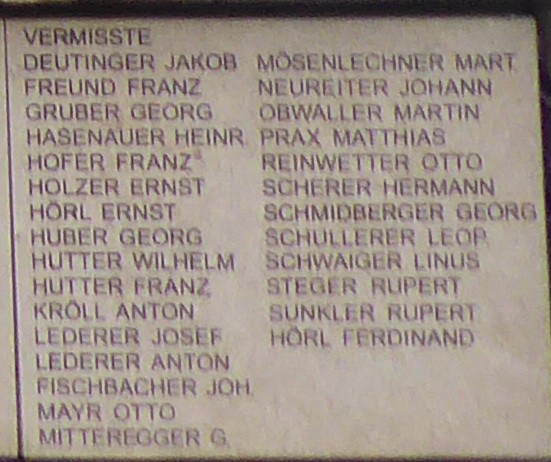 VERMISSTE
DEUTINGER JAKOB
FREUND FRANZ
GRUBER GEORG
HASENAUER HEINR.
HOFER FRANZ
HOLZER ERNST
HÖRL ERNST
HUBER GEORG
HUTTER WILHELM
HUTTER FRANZ
KRÖLL ANTON
LEDERER JOSEF
LEDERER ANTON
FISCHBACHER JOH.
MAYR OTTO
MITTEREGGER G.
MÖSENLECHNER MART.
NEUREITER JOHANN
OBWALLER MARTIN
PRAX MATTHIAS
REINWETTER OTTO
SCHERER HERMANN
SCHMIDBERGER GEORG
SCHULLERER LEOP.
SCHWAIGER LINUS
STEGER RUPERT
SUNKLER RUPERT
HÖRL FERDINAND